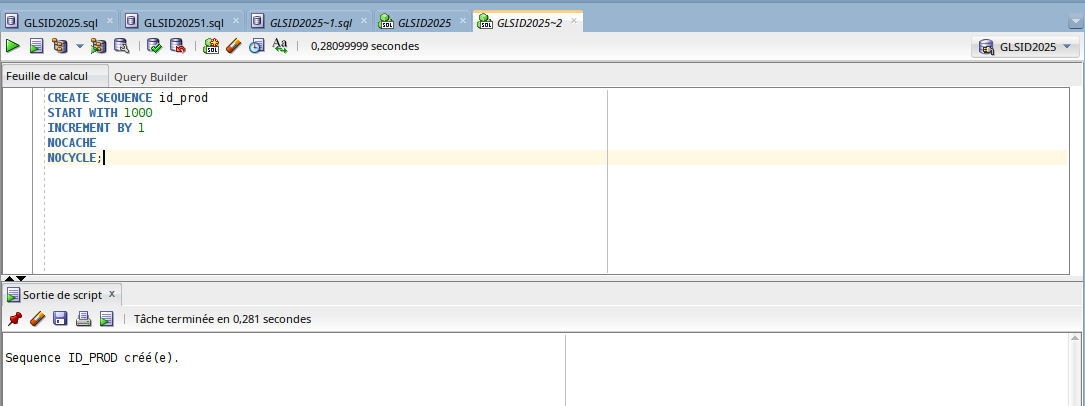 GLSID2025.sql GLSID20251.sql GLSID2025~1.sql GLSID2025 GLSID2025~2
0,28099999 secondes GLSID2025
Feuille de calcul Query Builder
CREATE SEQUENCE id_prod
START WITH 1000
INCREMENT BY 1
NOCACHE
NOCYCLE;
Sortie de script x
Tâche terminée en 0,281 secondes
Sequence ID_PROD créé(e).